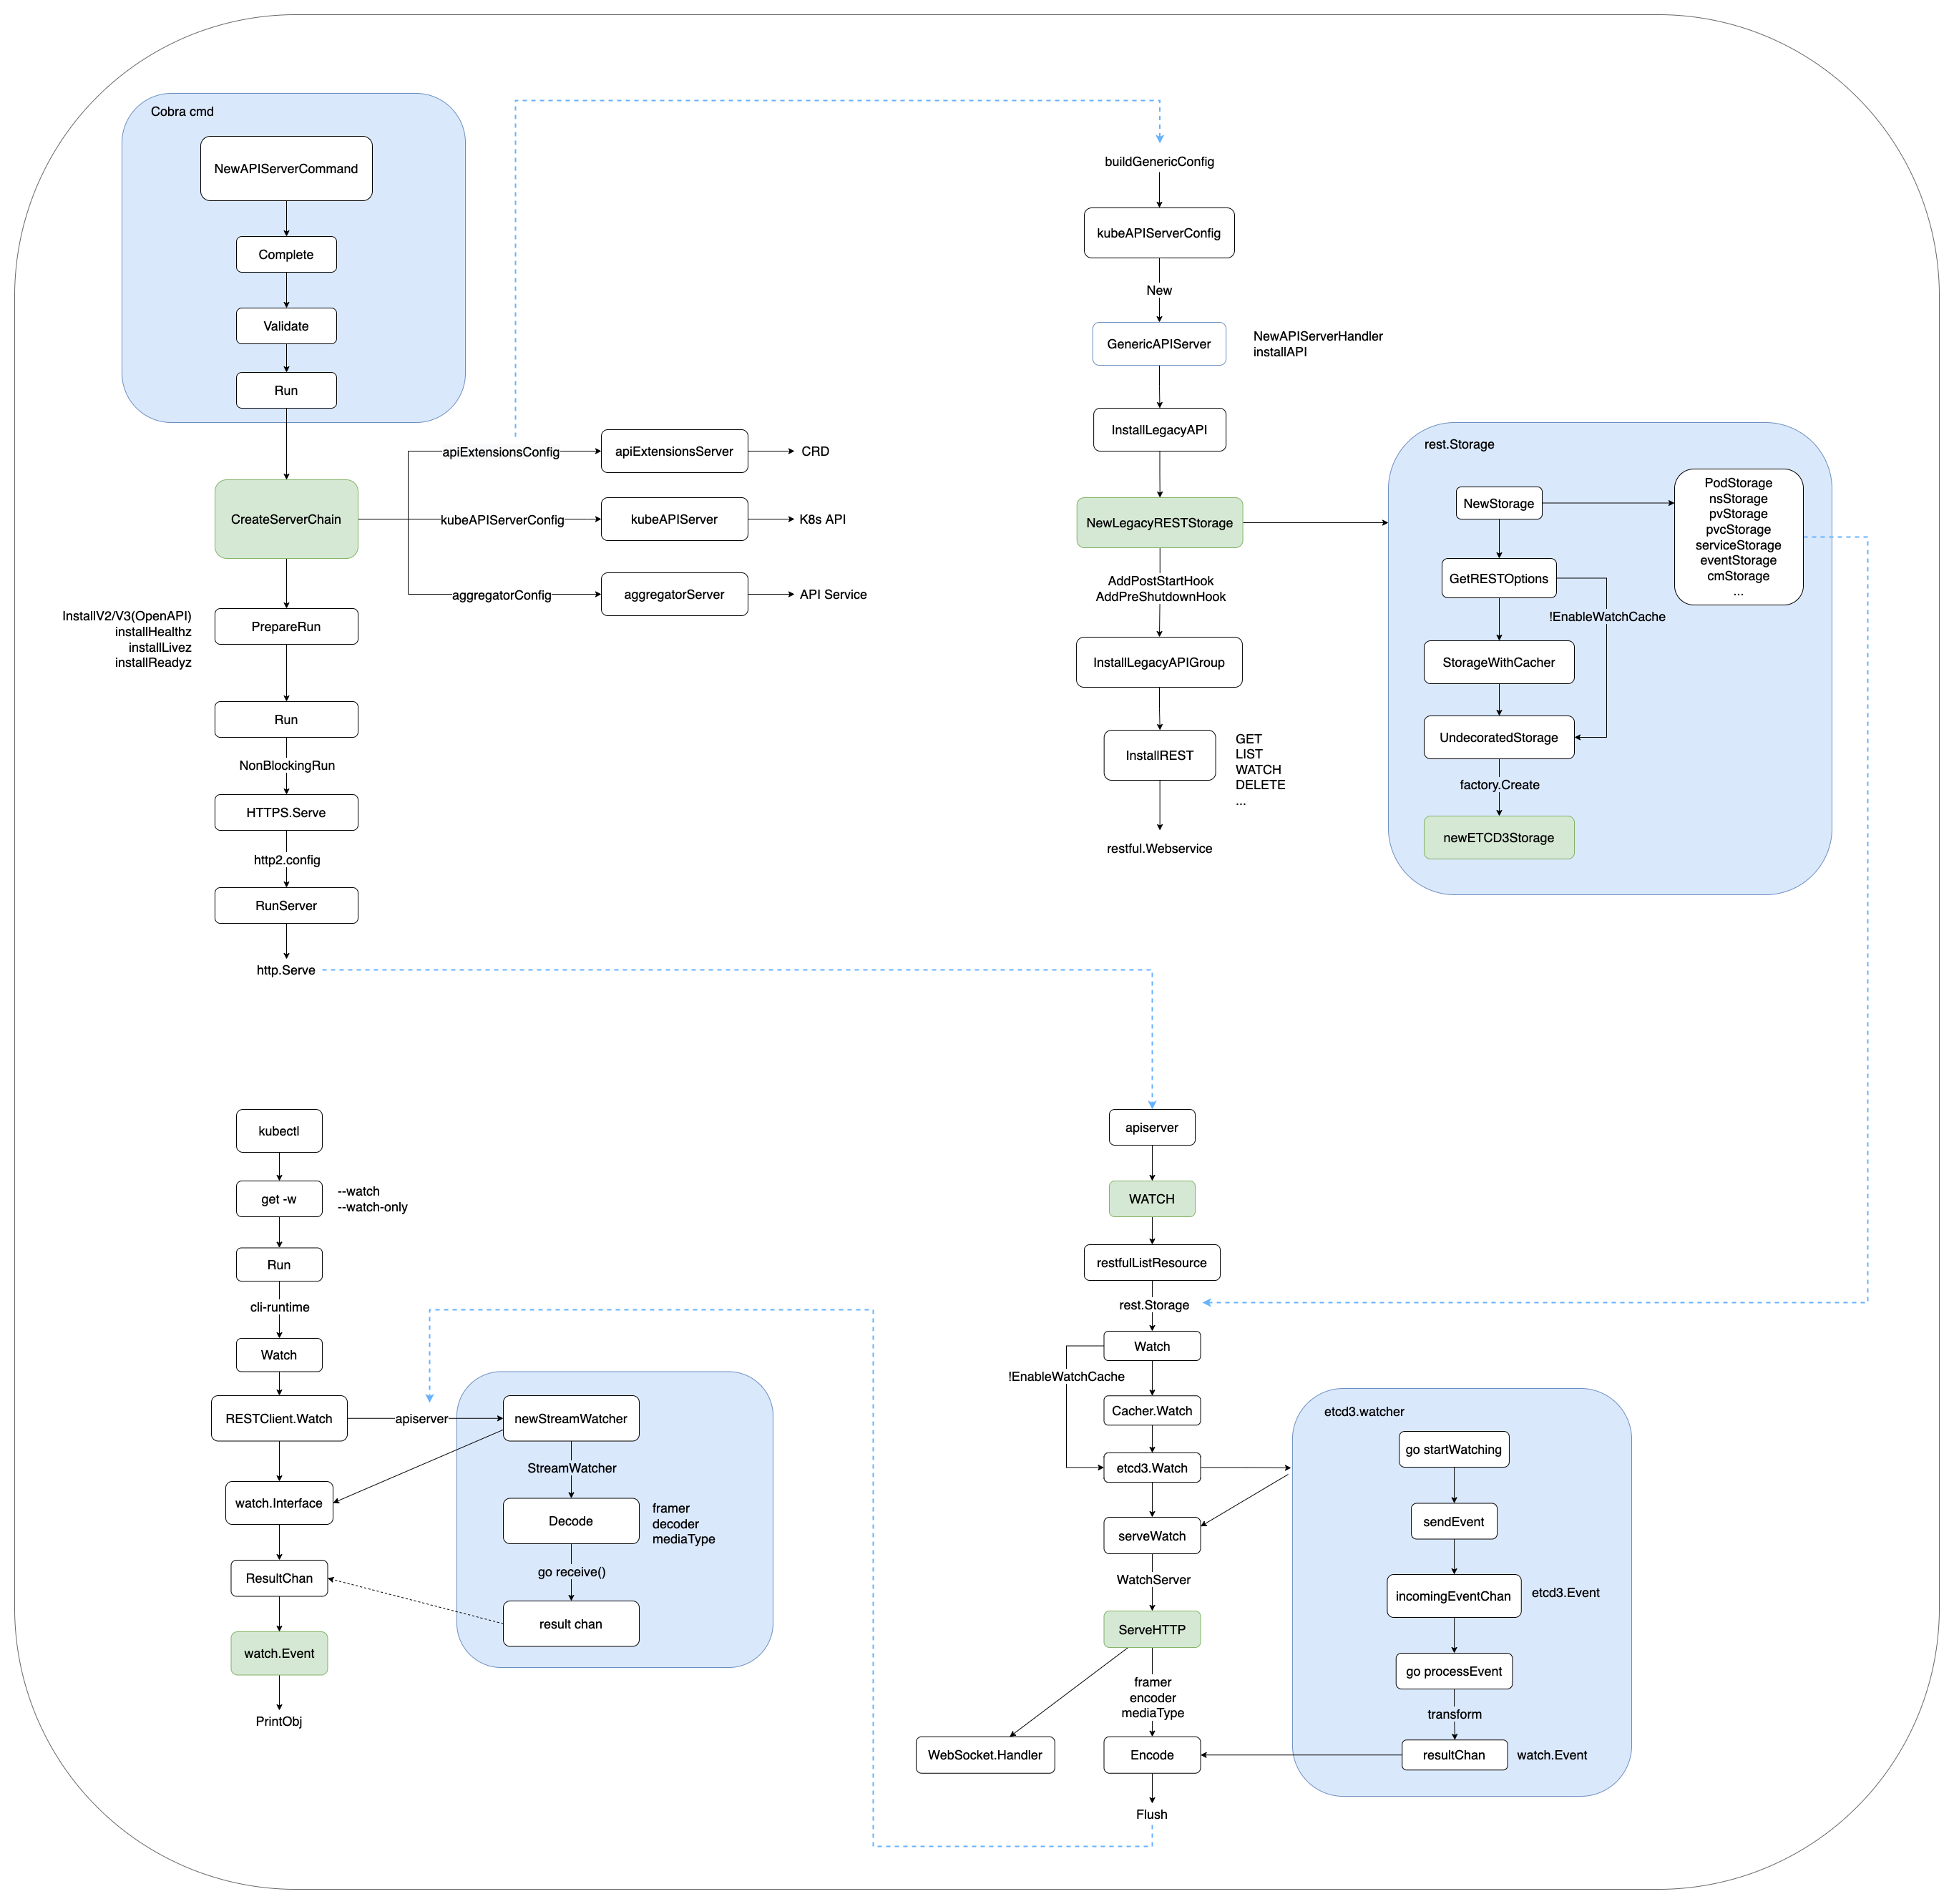 Cobra cmd
NewAPIServerCommand
Complete
Validate
Run
CreateServerChain
apiExtensionsConfig
apiExtensionsServer
CRD
kubeAPIServerConfig
kubeAPIServer
K8s API
aggregatorConfig
aggregatorServer
API Service
InstallV2/V3(OpenAPI)
installHealthz
installLivez
installReadyz
PrepareRun
Run
NonBlockingRun
HTTPS.Serve
http2.config
RunServer
http.Serve
buildGenericConfig
kubeAPIServerConfig
New
GenericAPIServer
NewAPIServerHandler
installAPI
InstallLegacyAPI
NewLegacyRESTStorage
AddPostStartHook
AddPreShutdownHook
InstallLegacyAPIGroup
InstallREST
GET
LIST
WATCH
DELETE
...
restful.Webservice
rest.Storage
NewStorage
PodStorage
nsStorage
pvStorage
pvcStorage
serviceStorage
eventStorage
cmStorage
...
GetRESTOptions
!EnableWatchCache
StorageWithCacher
UndecoratedStorage
factory.Create
newETCD3Storage
kubectl
get -w
--watch
--watch-only
Run
cli-runtime
Watch
RESTClient.Watch
apiserver
newStreamWatcher
StreamWatcher
watch.Interface
Decode
framer
decoder
mediaType
go receive()
ResultChan
result chan
watch.Event
PrintObj
apiserver
WATCH
restfulListResource
rest.Storage
Watch
!EnableWatchCache
Cacher.Watch
etcd3.Watch
serveWatch
WatchServer
ServeHTTP
framer
encoder
mediaType
WebSocket.Handler
Encode
Flush
etcd3.watcher
go startWatching
sendEvent
incomingEventChan
etcd3.Event
go processEvent
transform
resultChan
watch.Event